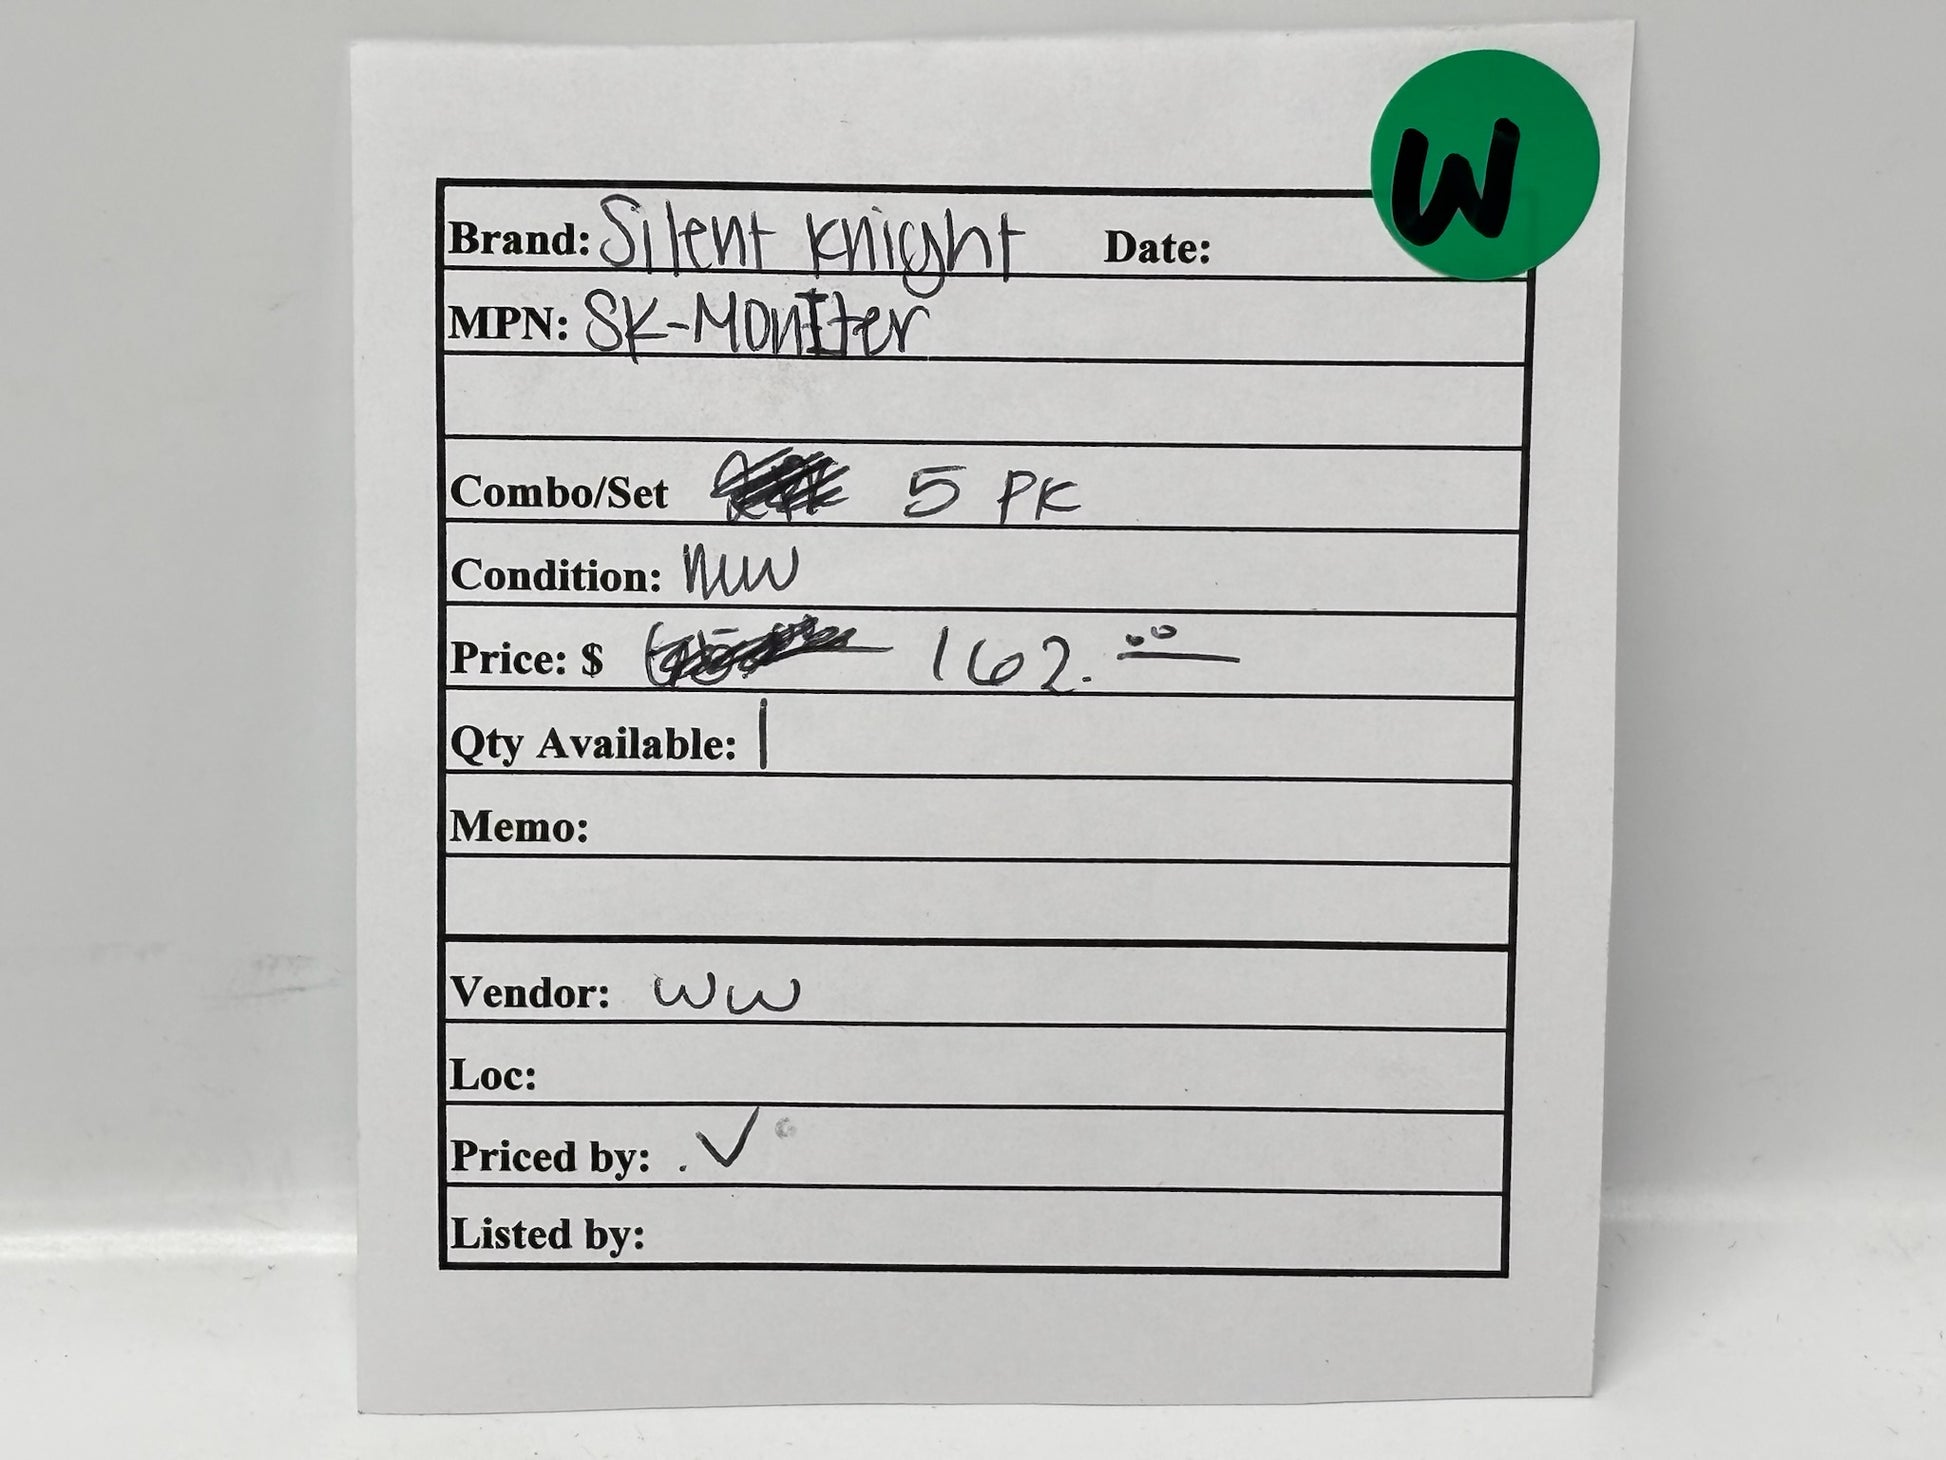 W
Brand: Silent Knight Date:
MPN: SK-MonIter
Combo/Set 5 PK
Condition: new
Price: $ 162.00
Qty Available: 1
Memo:
Vendor: WW
Loc:
Priced by: . ✓
Listed by: